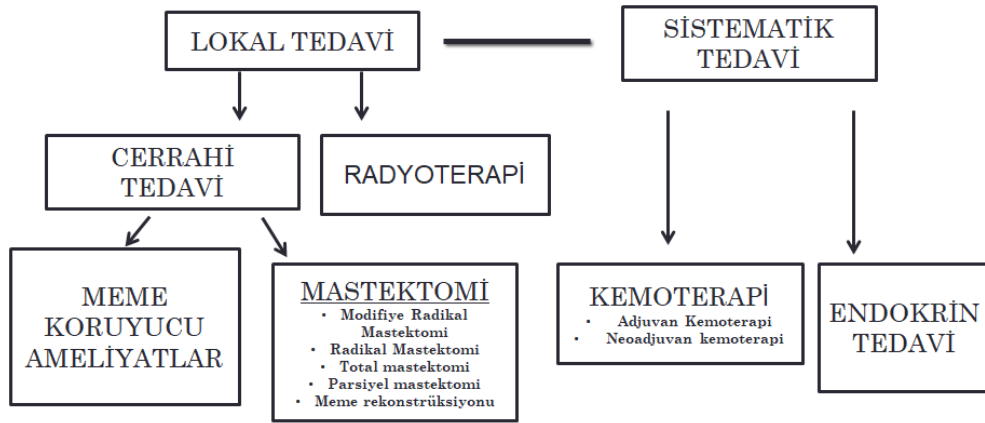 LOKAL TEDAVİ
SİSTEMATİK
TEDAVİ
CERRAHİ
TEDAVİ
RADYOTERAPİ
MEME
KORUYUCU
AMELİYATLAR
MASTEKTOMİ
• Modifiye Radikal
Mastektomi
• Radikal Mastektomi
• Total mastektomi
• Parsiyel mastektomi
• Meme rekonstrüksiyonu
KEMOTERAPİ
• Adjuvan Kemoterapi
• Neoadjuvan kemoterapi
ENDOKRİN
TEDAVİ